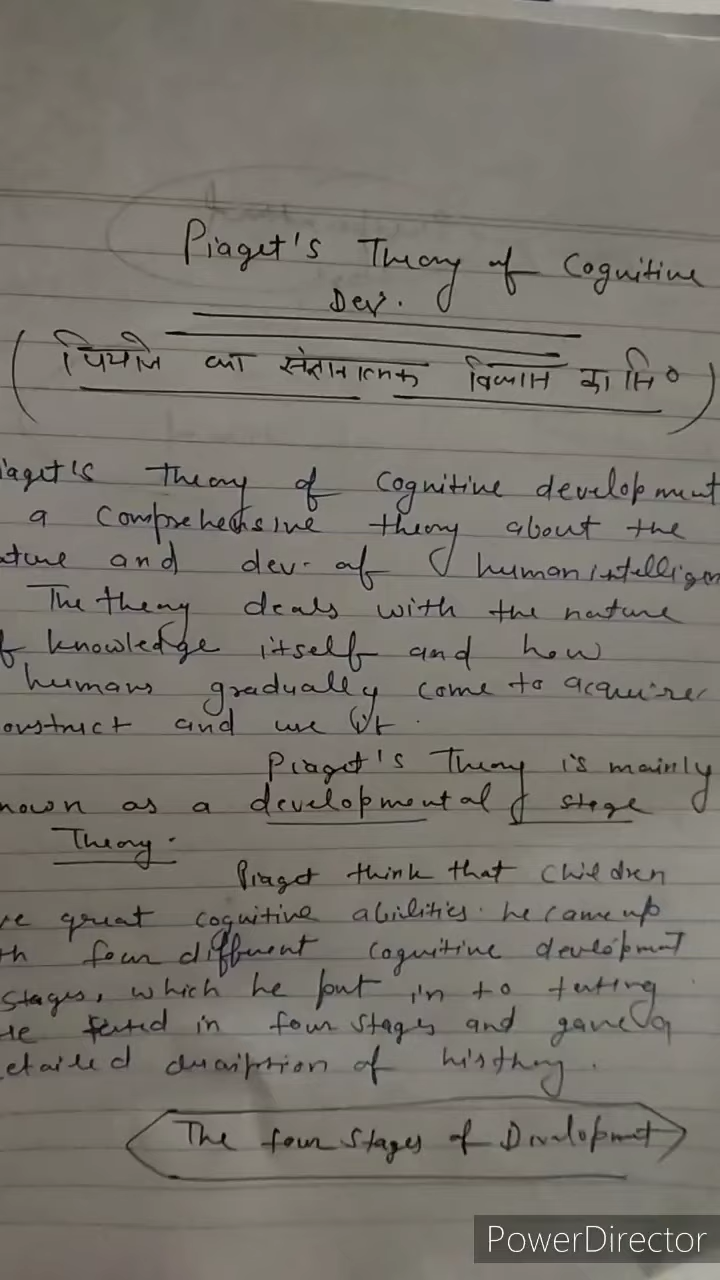 Piaget's Theory of Cognitive
Dev.
(पियाजे का संज्ञानात्मक विकास का सि०)
iaget's theory of cognitive development
a comprehensive theory about the
ature and dev. of human intelligen
The theory deals with the nature
f knowledge itself and how
humans gradually come to acquire
onstruct and use it.
Piaget's Theory is mainly
nown as a developmental stage
Theory.
Piaget think that children
ve great cognitive abilities. he came up
th four different cognitive development
stages, which he put in to testing
He tested in four stages and gave a
etailed description of his theory.
The four stages of Development
PowerDirector